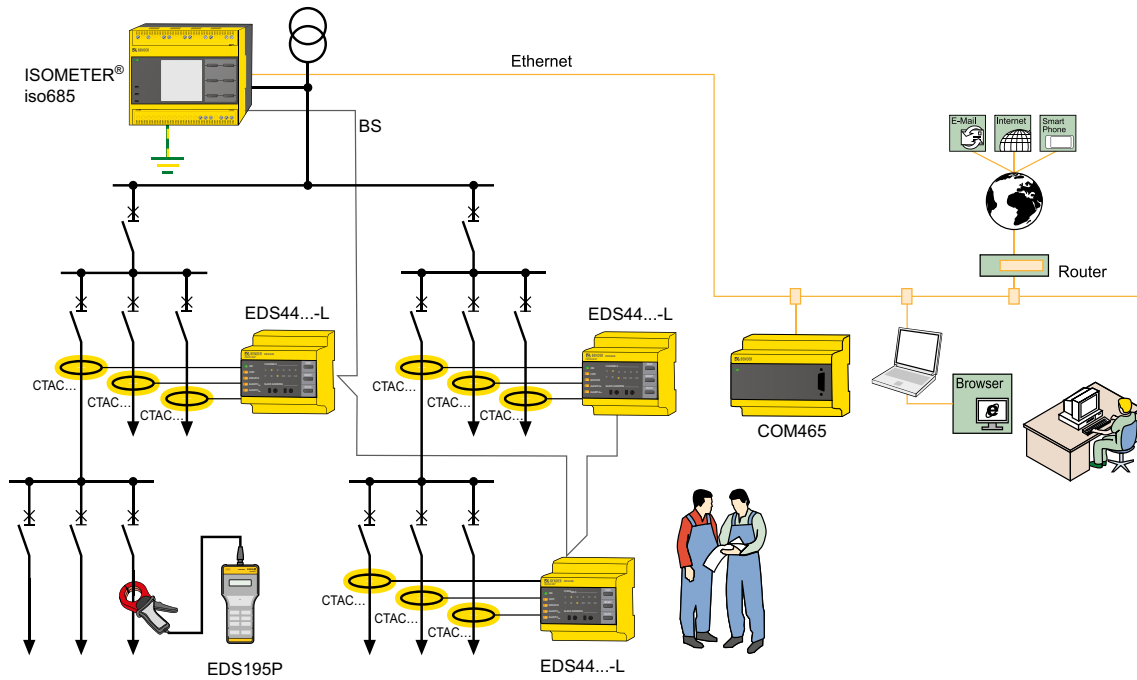 ISOMETER®
iso685
Ethernet
BS
E-Mail
Internet
Smart
Phone
Router
EDS44...-L
EDS44...-L
CTAC...
CTAC...
CTAC...
CTAC...
CTAC...
CTAC...
COM465
Browser
CTAC...
CTAC...
CTAC...
EDS195P
EDS44...-L